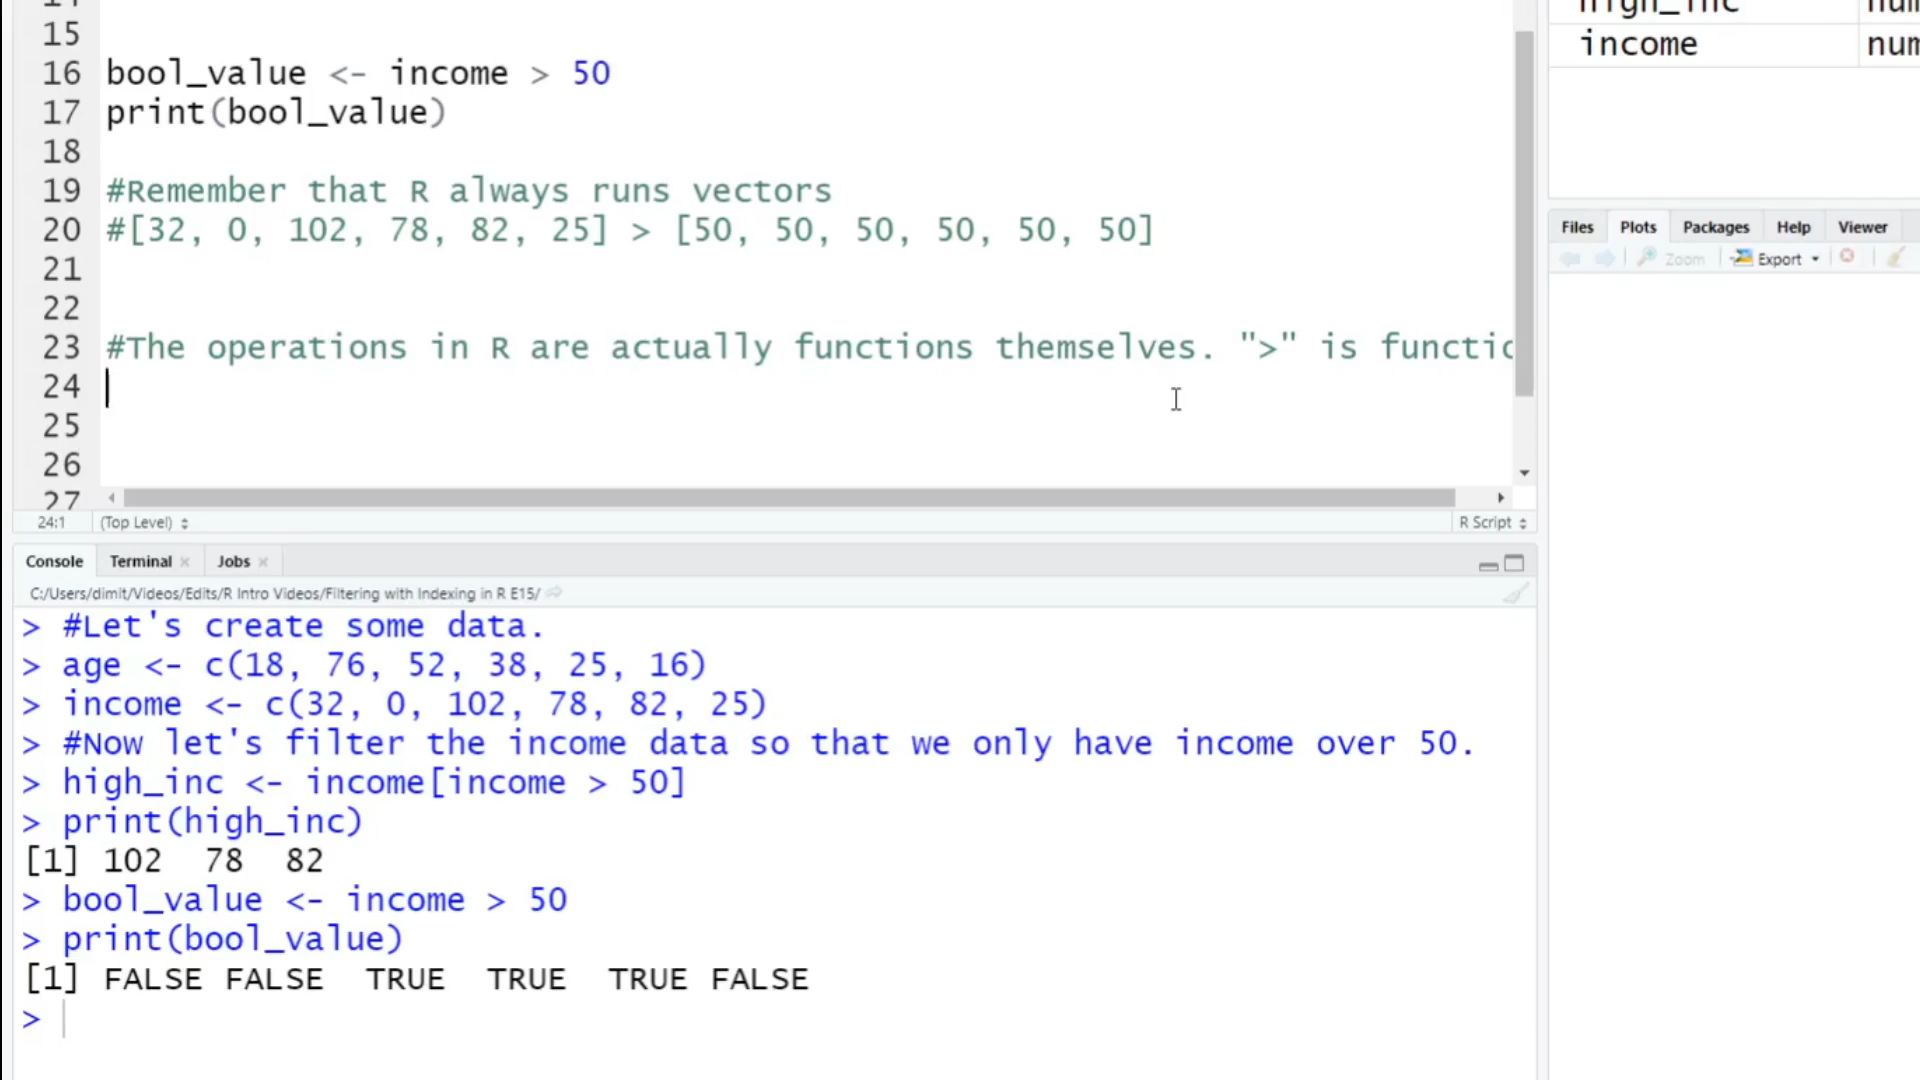 14
high_inc num
15
income num
16 bool_value <- income > 50
17 print(bool_value)
18
19 #Remember that R always runs vectors
20 #[32, 0, 102, 78, 82, 25] > [50, 50, 50, 50, 50, 50]
Files Plots Packages Help Viewer
Zoom Export
21
22
23 #The operations in R are actually functions themselves. ">" is functio
24
25
26
27
24:1 (Top Level) R Script
Console Terminal Jobs
C:/Users/dimit/Videos/Edits/R Intro Videos/Filtering with Indexing in R E15/
> #Let's create some data.
> age <- c(18, 76, 52, 38, 25, 16)
> income <- c(32, 0, 102, 78, 82, 25)
> #Now let's filter the income data so that we only have income over 50.
> high_inc <- income[income > 50]
> print(high_inc)
[1] 102 78 82
> bool_value <- income > 50
> print(bool_value)
[1] FALSE FALSE TRUE TRUE TRUE FALSE
>